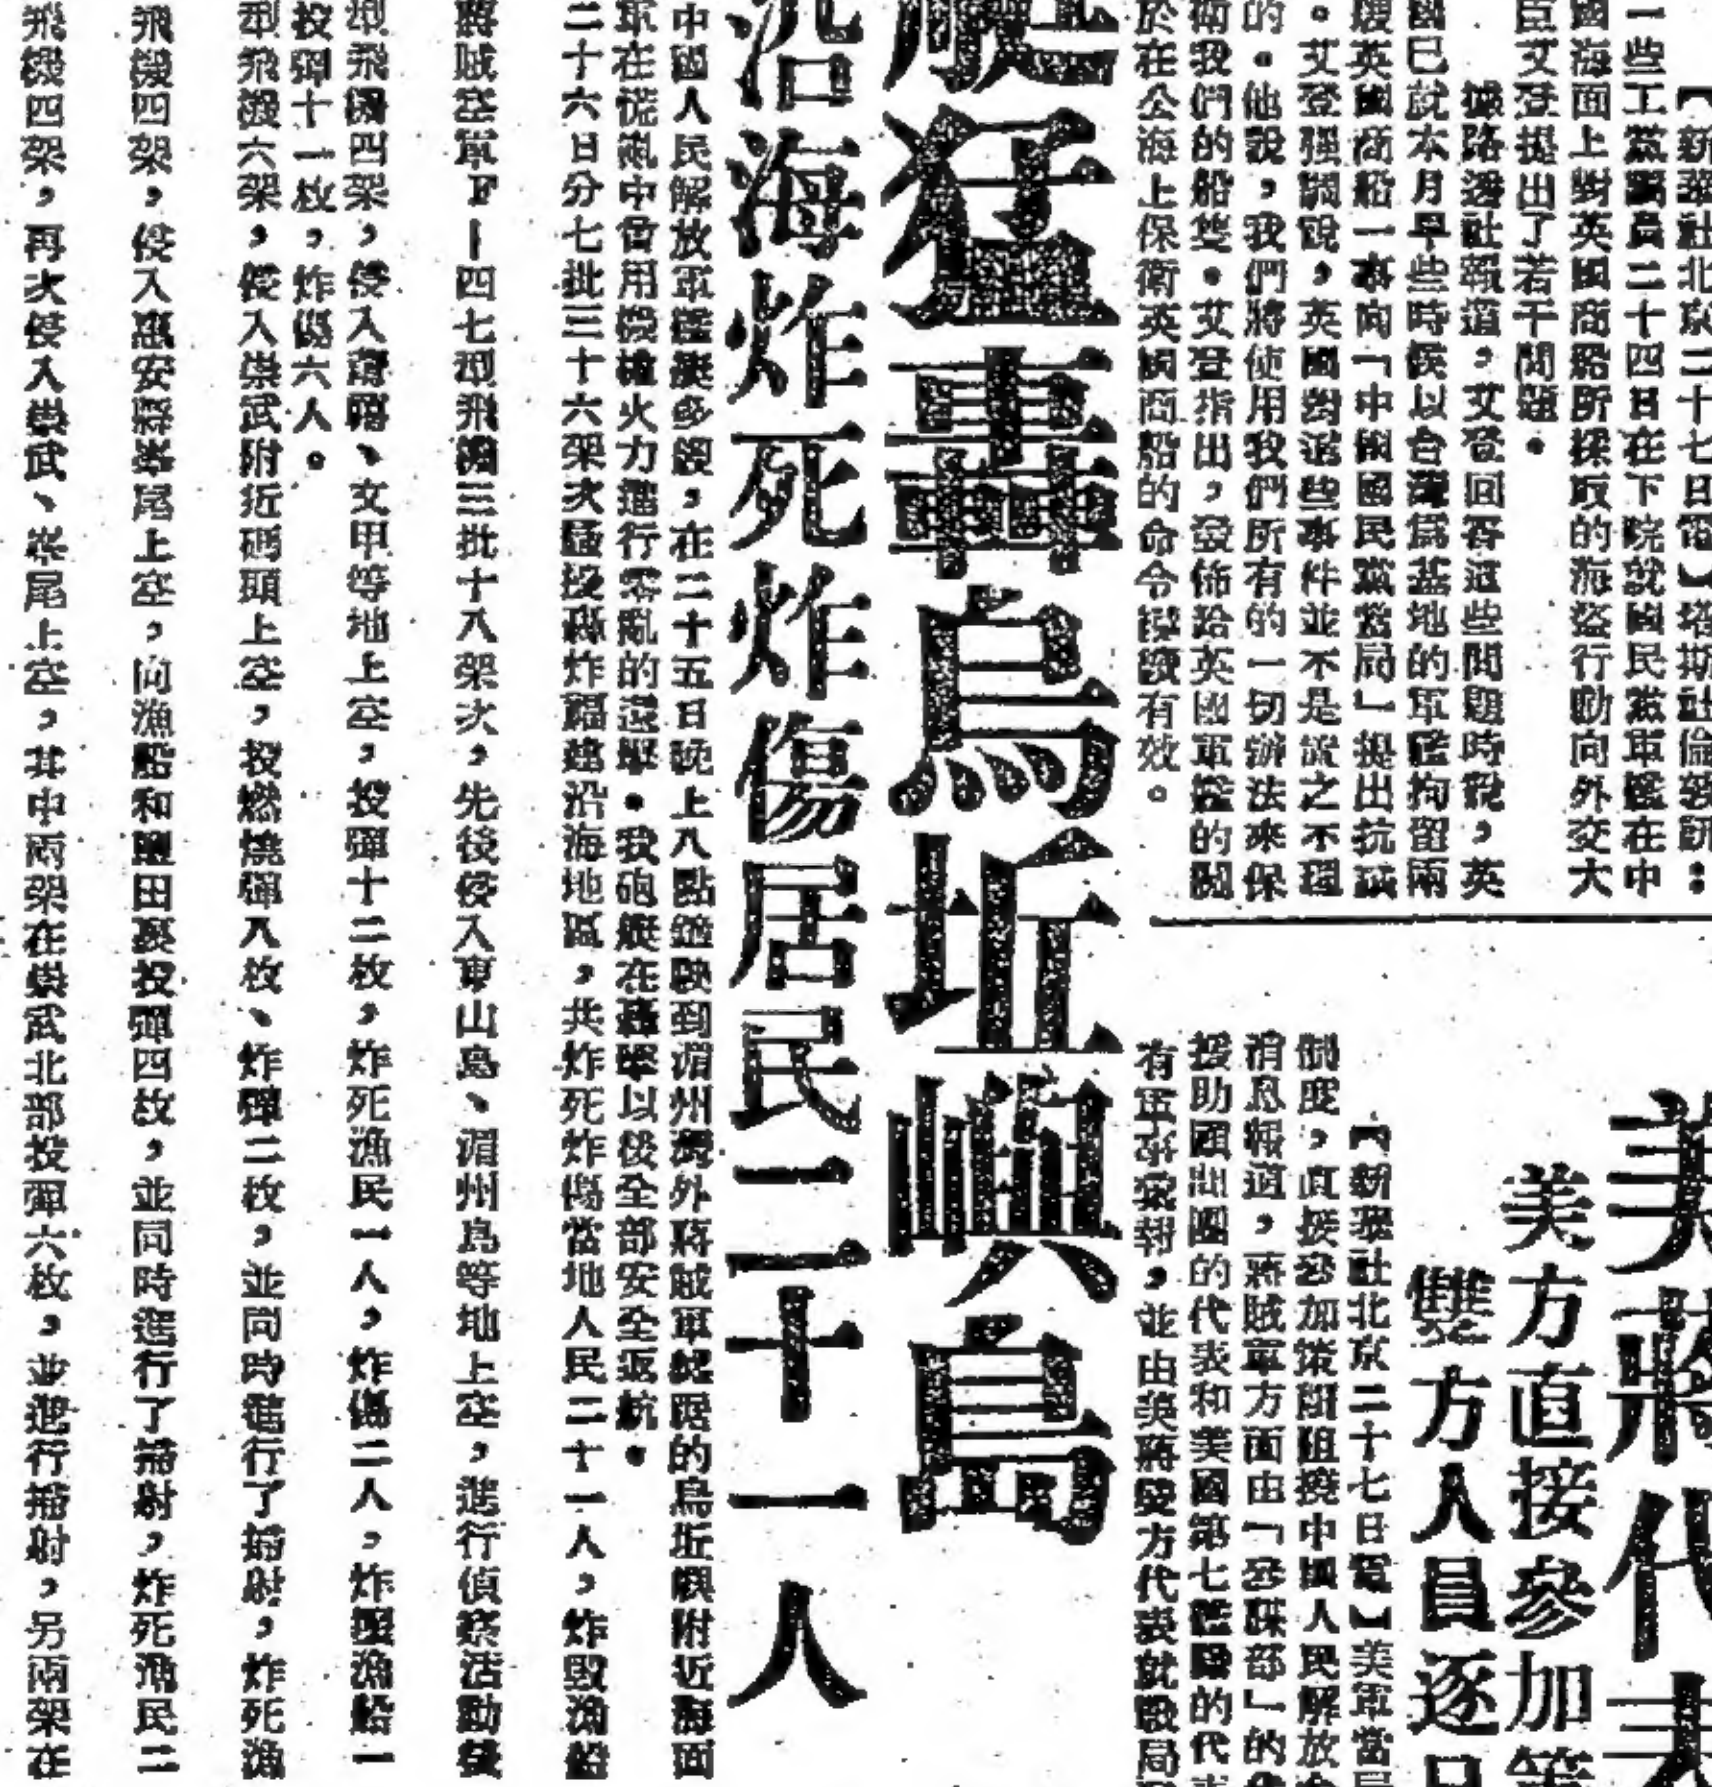 【新華社北京二十七日電】塔斯社倫敦訊：
一些工黨議員二十四日在下院說國民黨軍艦在中
國海面上對英國商船所採取的海盜行動向外交大
臣艾登提出了若干問題。
據路透社報道，艾登回答這些問題時說，英
國已就本月早些時候以台灣爲基地的軍艦拘留兩
艘英國商船一事向「中國國民黨當局」提出抗議
。艾登強調說，英國對這些事件並不是說之不理
的。他說，我們將使用我們所有的一切辦法來保
衛我們的船隻。艾登指出，發佈給英國軍艦的關
於在公海上保衛英國商船的命令繼續有效。
美蔣代表
美方直接參加策
雙方人員逐日
【新華社北京二十七日電】美軍當局
制度，直接參加策劃阻撓中國人民解放
消息報道，蔣賊軍方面由「參謀部」的
援助團出國的代表和美國第七艦隊的代表
有軍事彙報，並由美蔣雙方代表就戰局
艇猛轟烏坵嶼島
沿海炸死炸傷居民二十一人
中國人民解放軍艦艇多艘，在二十五日晚上八點鐘駛到湄州灣外蔣賊軍盤踞的烏坵嶼附近海面
軍在慌亂中曾用機槍火力進行零亂的還擊。我砲艇在轟擊以後全部安全返航。
二十六日分七批三十六架次騷投轟炸福建沿海地區，共炸死炸傷當地人民二十一人，炸毀漁船
蔣賊空軍F－四七型飛機三批十八架次，先後侵入東山島、湄州島等地上空，進行偵察活動發
型飛機四架，侵入莆禧、文甲等地上空，投彈十二枚，炸死漁民一人，炸傷二人，炸壞漁船一
投彈十一枚，炸傷六人。
型飛機六架，侵入崇武附近碼頭上空，投燃燒彈八枚、炸彈二枚，並同時進行了掃射，炸死漁
飛機四架，侵入惠安縣崇尾上空，向漁船和鹽田裏投彈四枚，並同時進行了掃射，炸死漁民二
飛機四架，再次侵入崇武、崇尾上空，其中兩架在崇武北部投彈六枚，並進行掃射，另兩架在